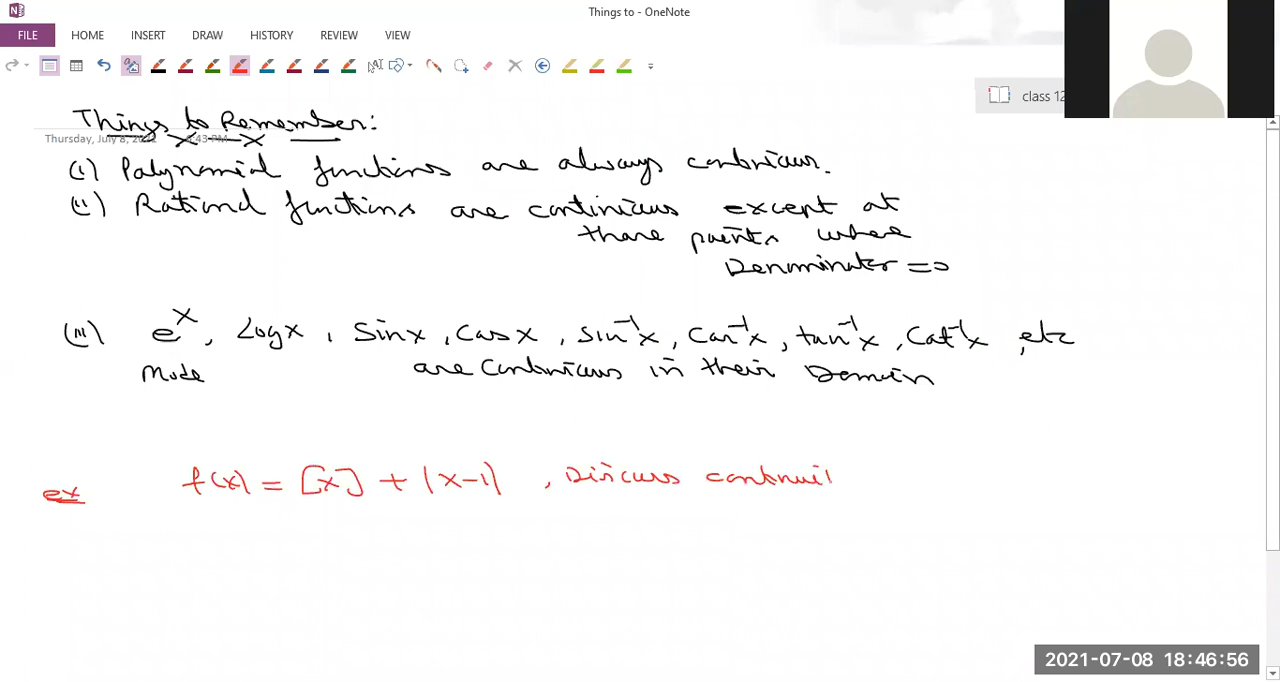 Things to - OneNote
FILE HOME INSERT DRAW HISTORY REVIEW VIEW
class 12
Things to Remember:
Thursday, July 8, 2021 6:43 PM
(i) Polynomial functions are always continuous.
(ii) Rational functions are continuous except at
those points where
Denominator = 0
(iii) e^x, Log x, Sin x, Cos x, Sin⁻¹x, Cos⁻¹x, tan⁻¹x, Cot⁻¹x, etc
Mode are Continuous in their Domain
ex f(x) = [x] + |x-1| , Discuss continui
2021-07-08 18:46:56